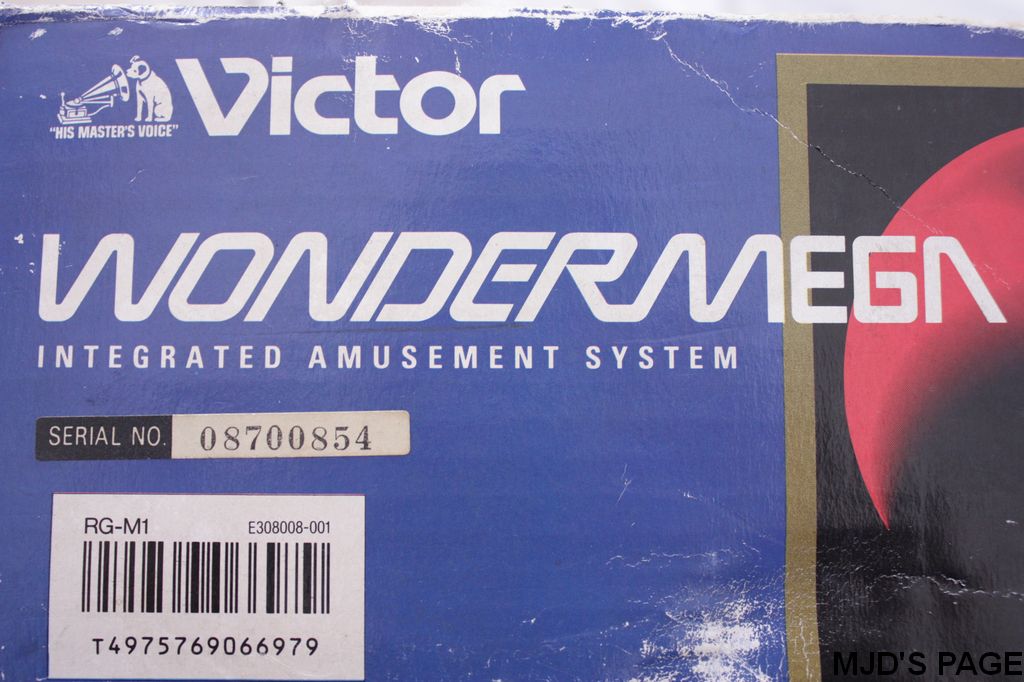 Victor
"HIS MASTER'S VOICE"
WONDERMEGA
INTEGRATED AMUSEMENT SYSTEM
SERIAL NO. 08700854
RG-M1 E308008-001
T4975769066979
MJD'S PAGE